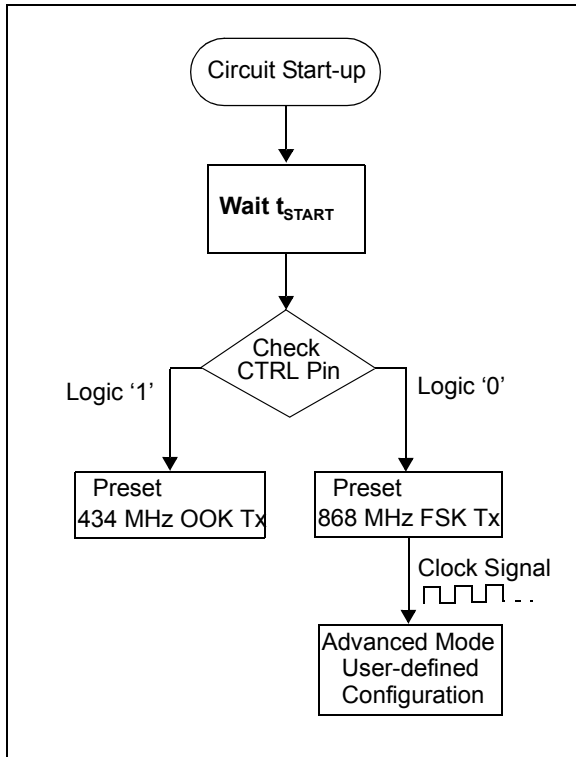 Circuit Start-up
Wait tSTART
Check
CTRL Pin
Logic ‘1’
Logic ‘0’
Preset
434 MHz OOK Tx
Preset
868 MHz FSK Tx
Clock Signal
Advanced Mode
User-defined
Configuration